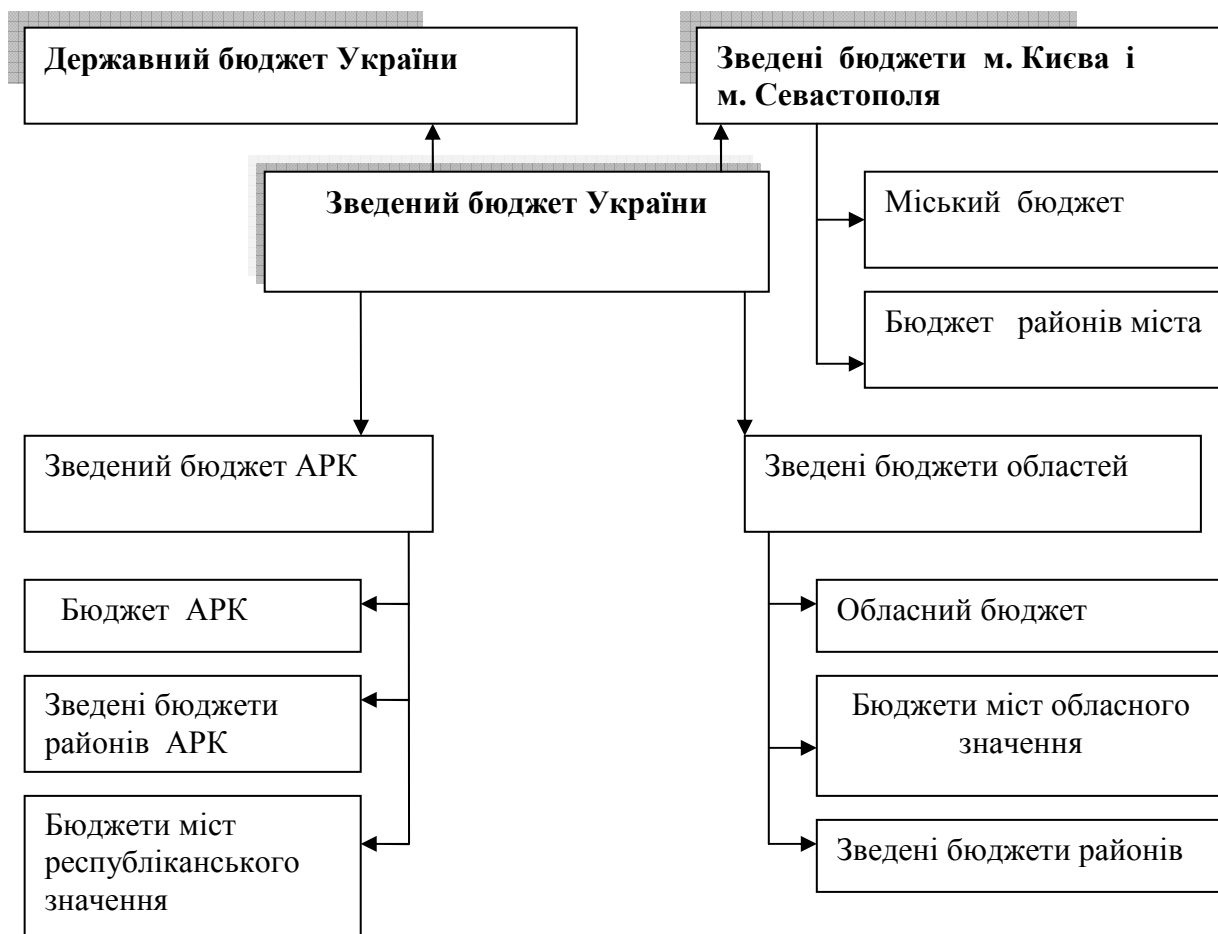 Державний бюджет України
Зведені бюджети м. Києва і
м. Севастополя
Зведений бюджет України
Міський бюджет
Бюджет районів міста
Зведений бюджет АРК
Зведені бюджети областей
Бюджет АРК
Обласний бюджет
Зведені бюджети
районів АРК
Бюджети міст обласного
значення
Бюджети міст
республіканського
значення
Зведені бюджети районів